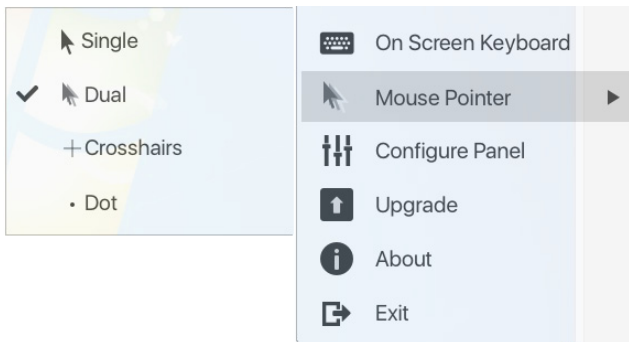 Single
Dual
Crosshairs
Dot
On Screen Keyboard
Mouse Pointer
Configure Panel
Upgrade
About
Exit